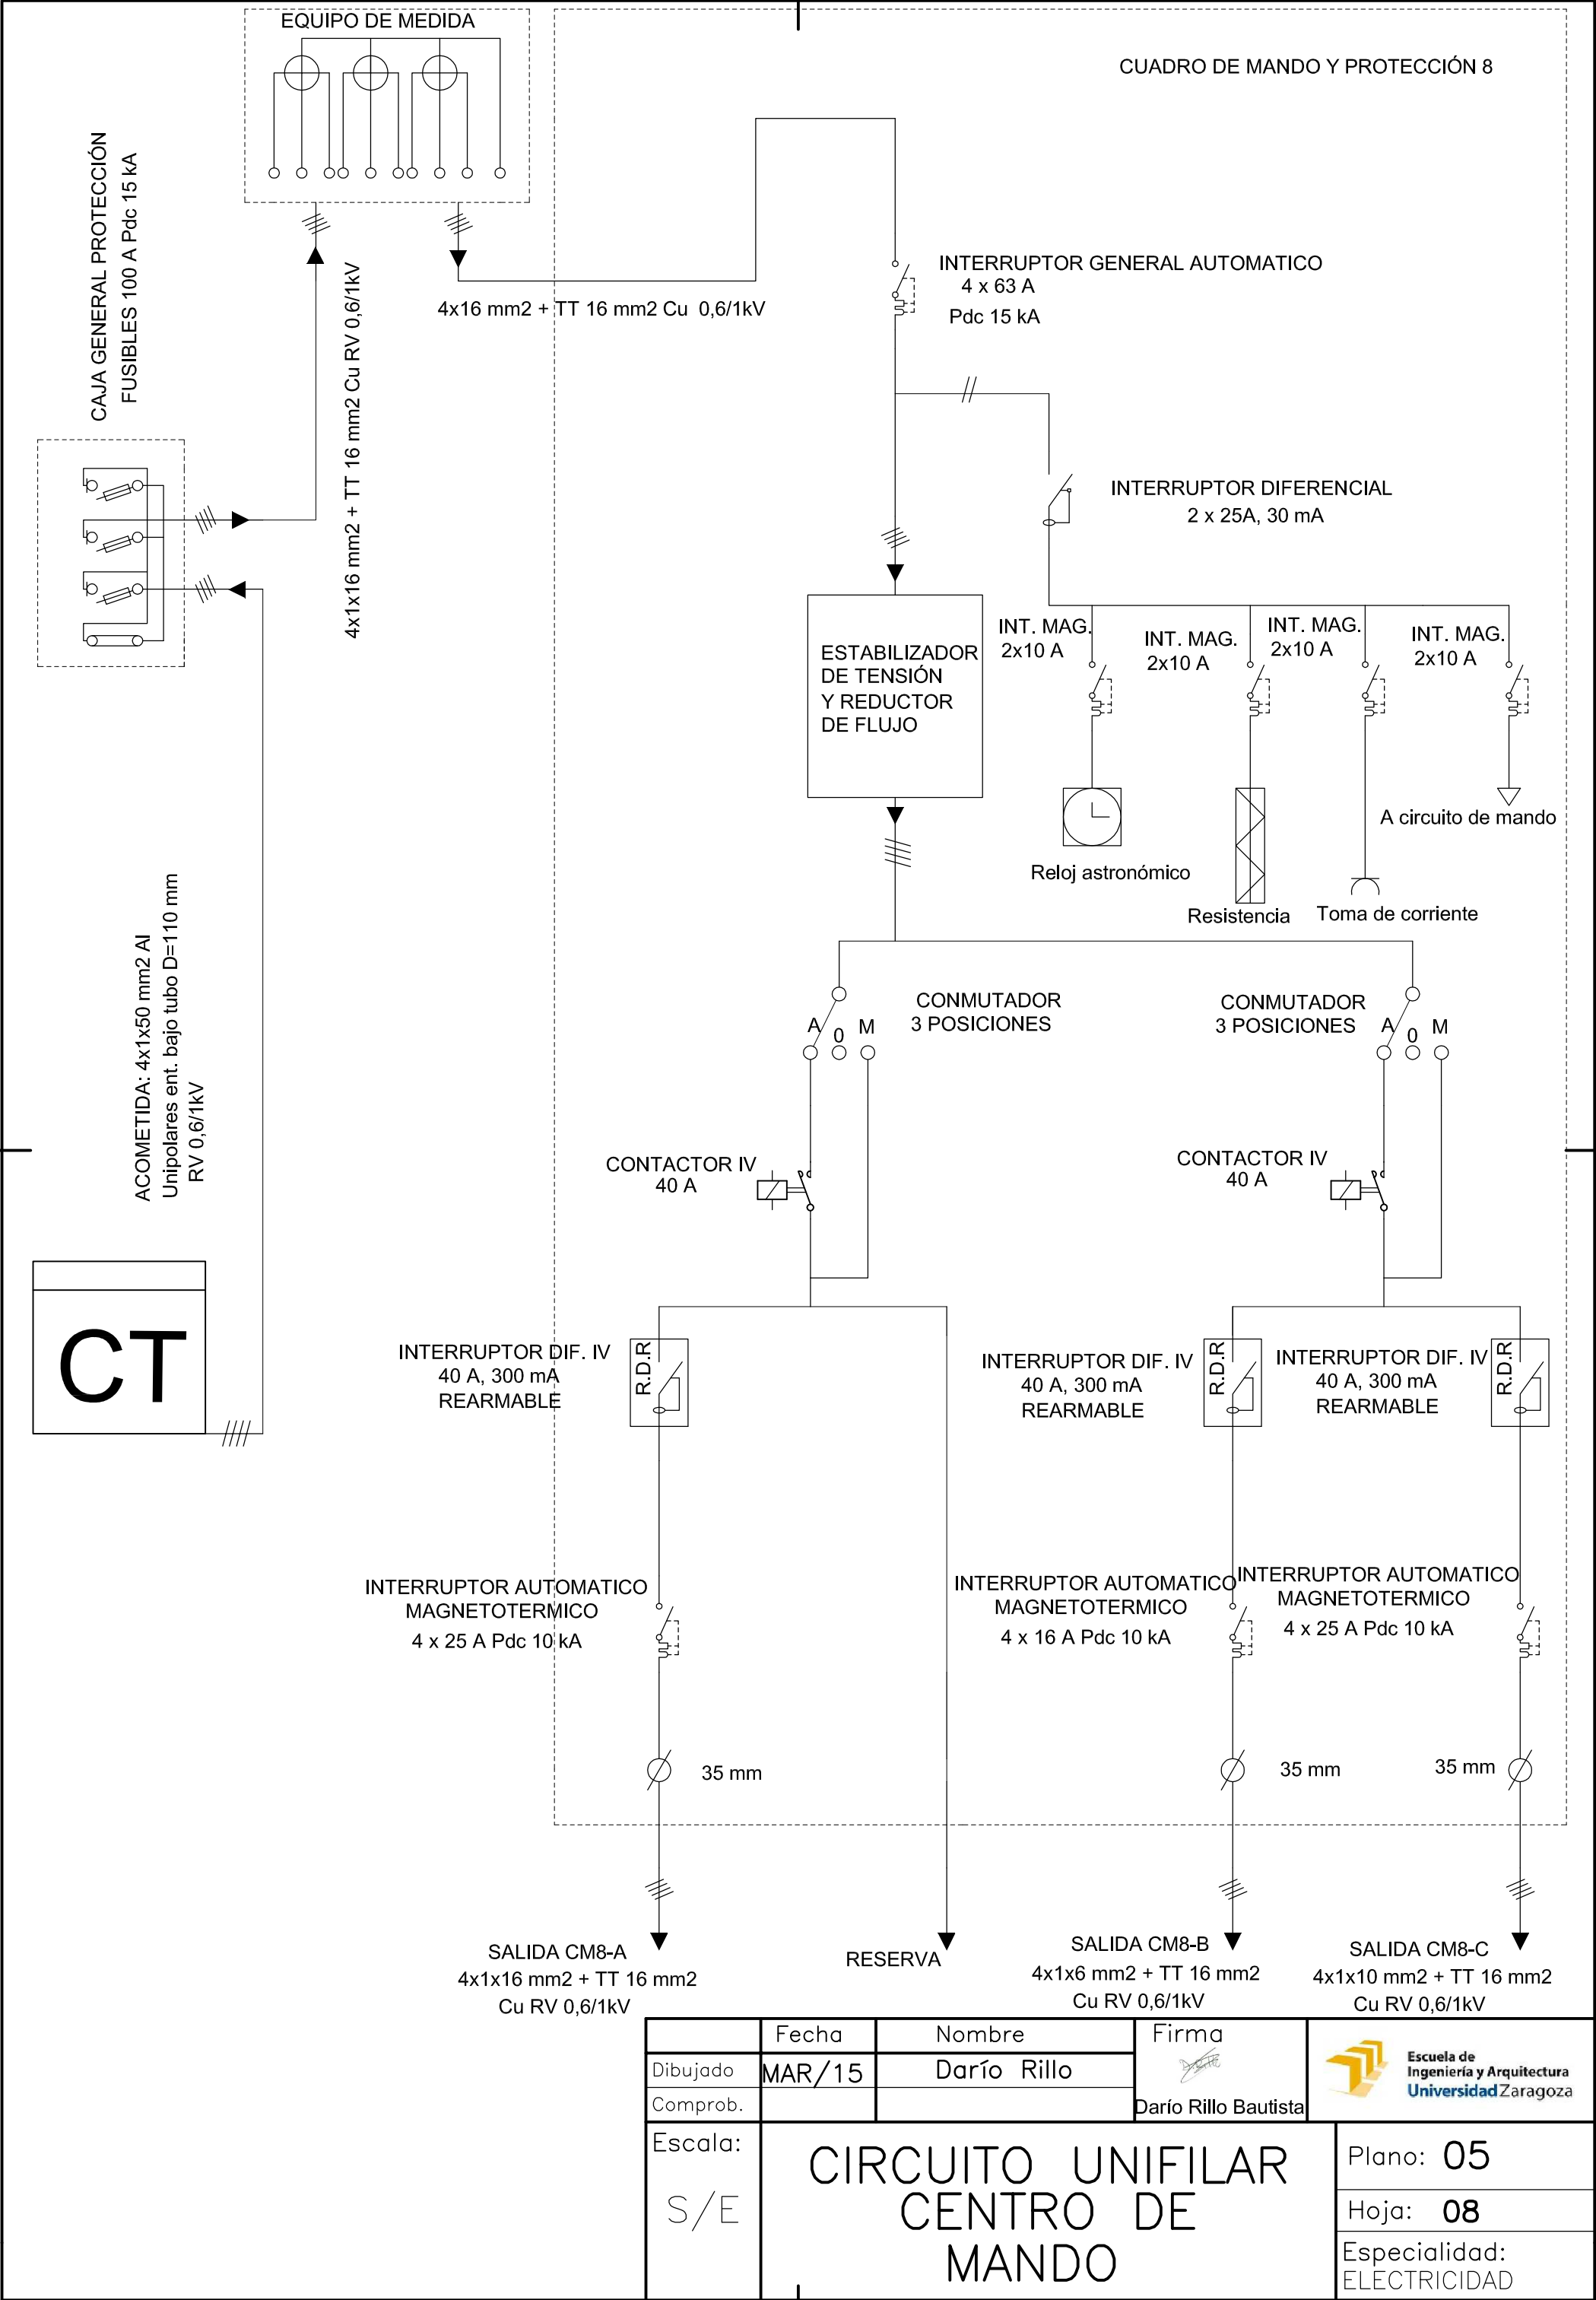 EQUIPO DE MEDIDA
CUADRO DE MANDO Y PROTECCIÓN 8
CAJA GENERAL PROTECCIÓN
FUSIBLES 100 A Pdc 15 kA
4x1x16 mm2 + TT 16 mm2 Cu RV 0,6/1kV
4x16 mm2 + TT 16 mm2 Cu  0,6/1kV
INTERRUPTOR GENERAL AUTOMATICO
4 x 63 A
Pdc 15 kA
INTERRUPTOR DIFERENCIAL
2 x 25A, 30 mA
ESTABILIZADOR
DE TENSIÓN
Y REDUCTOR
DE FLUJO
INT. MAG.
2x10 A
INT. MAG.
2x10 A
INT. MAG.
2x10 A
INT. MAG.
2x10 A
Reloj astronómico
Resistencia
Toma de corriente
A circuito de mando
ACOMETIDA: 4x1x50 mm2 Al
Unipolares ent. bajo tubo D=110 mm
RV 0,6/1kV
CT
CONMUTADOR
3 POSICIONES
A
0
M
CONMUTADOR
3 POSICIONES
A
0
M
CONTACTOR IV
40 A
CONTACTOR IV
40 A
INTERRUPTOR DIF. IV
40 A, 300 mA
REARMABLE
R.D.R
INTERRUPTOR DIF. IV
40 A, 300 mA
REARMABLE
R.D.R
INTERRUPTOR DIF. IV
40 A, 300 mA
REARMABLE
R.D.R
INTERRUPTOR AUTOMATICO
MAGNETOTERMICO
4 x 25 A Pdc 10 kA
INTERRUPTOR AUTOMATICO
MAGNETOTERMICO
4 x 16 A Pdc 10 kA
INTERRUPTOR AUTOMATICO
MAGNETOTERMICO
4 x 25 A Pdc 10 kA
35 mm
35 mm
35 mm
SALIDA CM8-A
4x1x16 mm2 + TT 16 mm2
Cu RV 0,6/1kV
RESERVA
SALIDA CM8-B
4x1x6 mm2 + TT 16 mm2
Cu RV 0,6/1kV
SALIDA CM8-C
4x1x10 mm2 + TT 16 mm2
Cu RV 0,6/1kV
Fecha
Nombre
Firma
Dibujado
MAR/15
Darío Rillo
Comprob.
Darío Rillo Bautista
Escuela de
Ingeniería y Arquitectura
Universidad Zaragoza
Escala:
S/E
CIRCUITO UNIFILAR
CENTRO DE
MANDO
Plano: 05
Hoja: 08
Especialidad:
ELECTRICIDAD